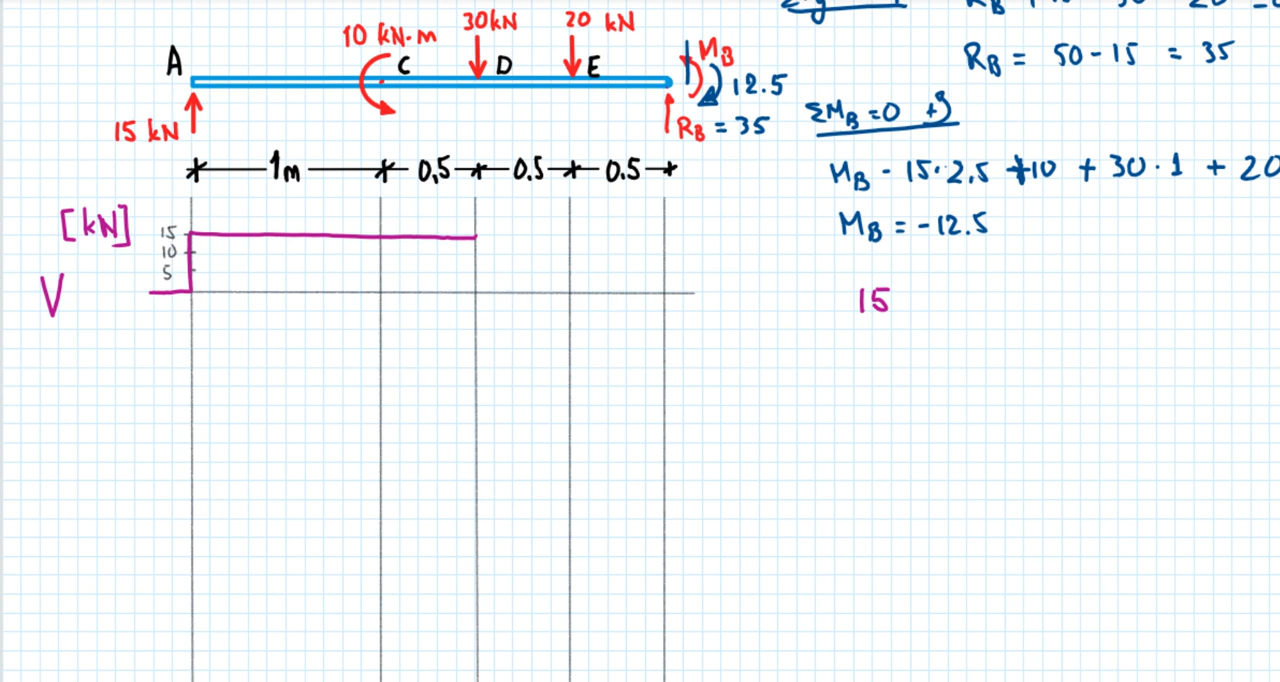 30kN 20 kN
10 kN·m
A C D E
M_B
12.5
15 kN
R_B = 35
1m 0,5 0.5 0.5
[kN]
15
10
5
V
R_B = 50-15 = 35
ΣM_B=0 +
M_B - 15·2,5 +10 + 30·1 + 20
M_B = -12.5
15